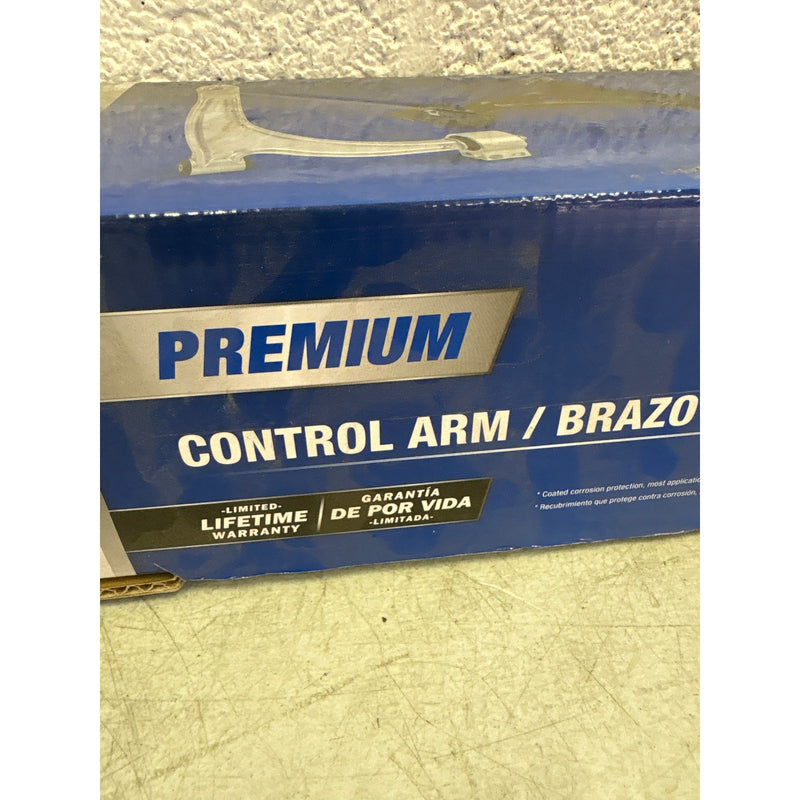 PREMIUM
CONTROL ARM / BRAZO
-LIMITED-
LIFETIME
WARRANTY
GARANTÍA
DE POR VIDA
-LIMITADA-
* Coated corrosion protection, most
* Recubrimiento que protege contra corrosión,